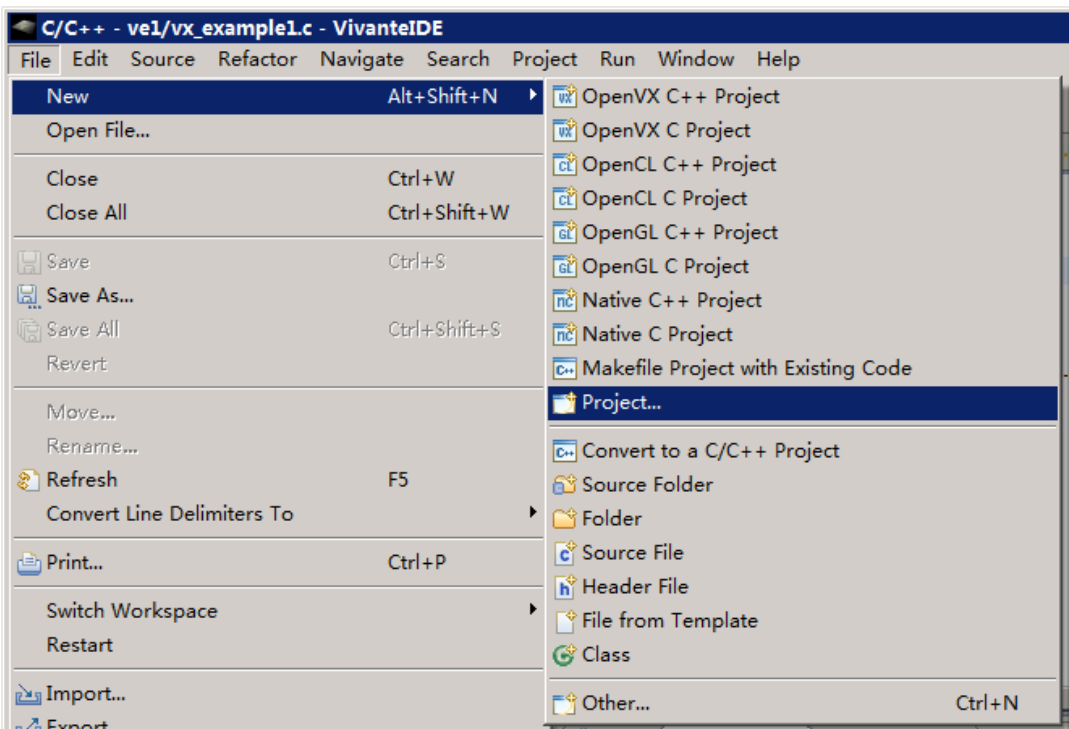 C/C++ - ve1/vx_example1.c - VivanteIDE
File Edit Source Refactor Navigate Search Project Run Window Help
New Alt+Shift+N
Open File...
Close Ctrl+W
Close All Ctrl+Shift+W
Save Ctrl+S
Save As...
Save All Ctrl+Shift+S
Revert
Move...
Rename...
Refresh F5
Convert Line Delimiters To
Print... Ctrl+P
Switch Workspace
Restart
Import...
Export...
OpenVX C++ Project
OpenVX C Project
OpenCL C++ Project
OpenCL C Project
OpenGL C++ Project
OpenGL C Project
Native C++ Project
Native C Project
Makefile Project with Existing Code
Project...
Convert to a C/C++ Project
Source Folder
Folder
Source File
Header File
File from Template
Class
Other... Ctrl+N